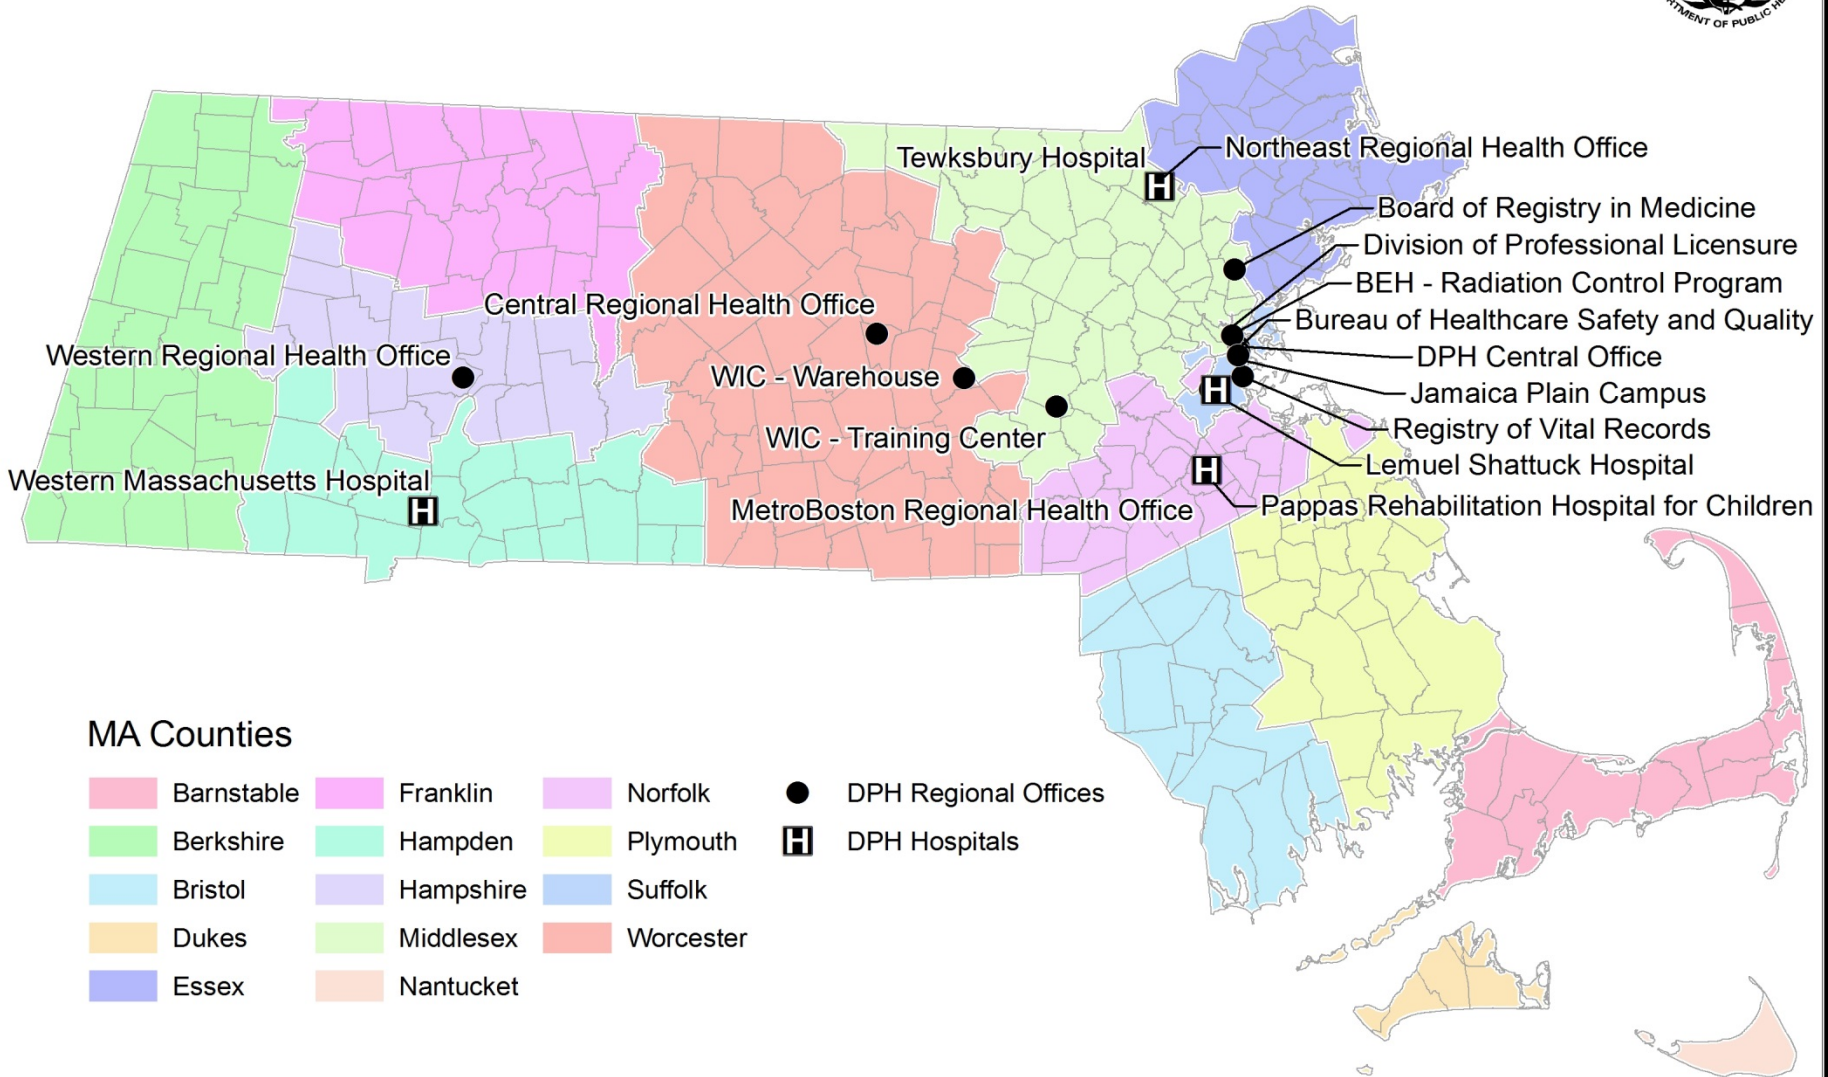 RTMENT OF PUBLIC HE
Tewksbury Hospital
Northeast Regional Health Office
Board of Registry in Medicine
Division of Professional Licensure
BEH - Radiation Control Program
Central Regional Health Office
Bureau of Healthcare Safety and Quality
Western Regional Health Office
DPH Central Office
WIC - Warehouse
Jamaica Plain Campus
Registry of Vital Records
WIC - Training Center
Lemuel Shattuck Hospital
Western Massachusetts Hospital
MetroBoston Regional Health Office
Pappas Rehabilitation Hospital for Children
H
H
H
H
MA Counties
Barnstable
Berkshire
Bristol
Dukes
Essex
Franklin
Hampden
Hampshire
Middlesex
Nantucket
Norfolk
Plymouth
Suffolk
Worcester
DPH Regional Offices
H DPH Hospitals